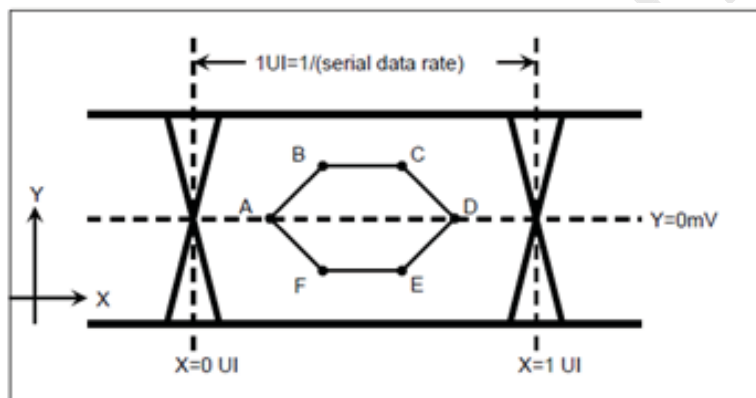 1UI=1/(serial data rate)
B
C
Y
A
D
Y=0mV
F
E
X
X=0 UI
X=1 UI